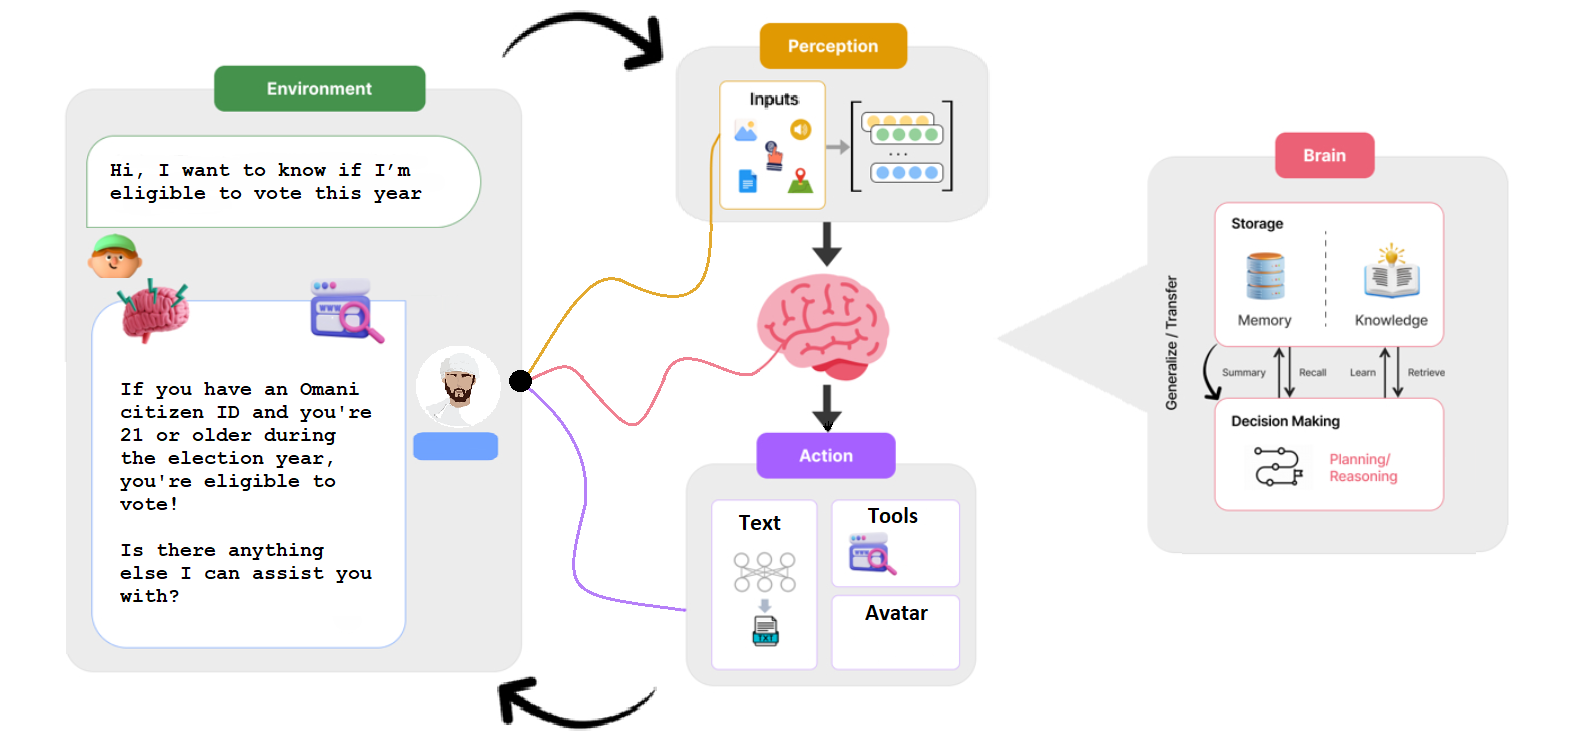 Environment
Hi, I want to know if I’m
eligible to vote this year
www
If you have an Omani
citizen ID and you're
21 or older during
the election year,
you're eligible to
vote!
Is there anything
else I can assist you
with?
Perception
Inputs
...
Action
Text
TXT
Tools
www
Avatar
Brain
Generalize / Transfer
Storage
Memory
Knowledge
Summary
Recall
Learn
Retrieve
Decision Making
Planning/
Reasoning